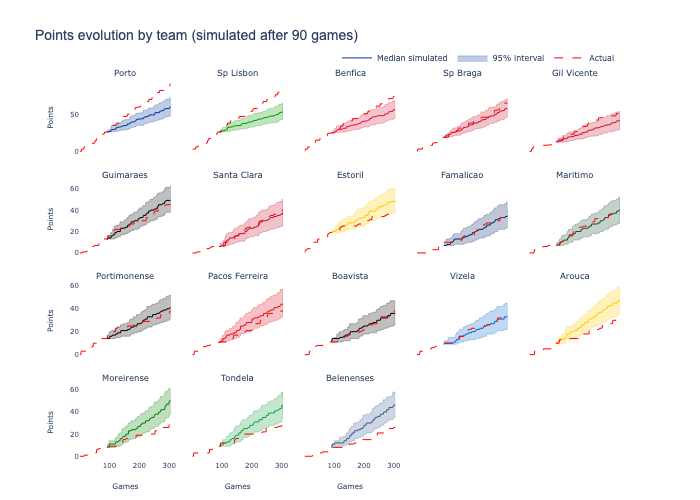 Points evolution by team (simulated after 90 games)
Median simulated 95% interval Actual
Porto Sp Lisbon Benfica Sp Braga Gil Vicente
Points
50
0
Guimaraes Santa Clara Estoril Famalicao Maritimo
Points
60
40
20
0
Portimonense Pacos Ferreira Boavista Vizela Arouca
Points
60
40
20
0
Moreirense Tondela Belenenses
Points
60
40
20
0
100 200 300 100 200 300 100 200 300
Games Games